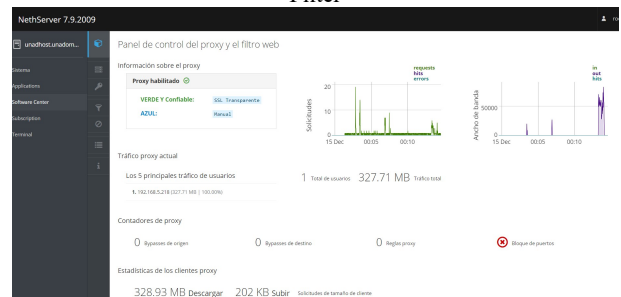 Filter
NethServer 7.9.2009
unadhost.unadom...
Sistema
Applications
Software Center
Subscription
Terminal
Panel de control del proxy y el filtro web
Información sobre el proxy
Proxy habilitado
VERDE Y Confiable: SSL Transparente
AZUL: Manual
requests
hits
errors
Solicitudes
20
10
0
15 Dec 00:05 00:10
in
out
hits
Ancho de banda
50000
0
15 Dec 00:05 00:10
Tráfico proxy actual
Los 5 principales tráfico de usuarios
1. 192.168.5.218 (327.71 MB | 100.00%)
1 Total de usuarios 327.71 MB Tráfico total
Contadores de proxy
0 Bypasses de origen 0 Bypasses de destino 0 Reglas proxy Bloque de puertos
Estadísticas de los clientes proxy
328.93 MB Descargar 202 KB Subir Solicitudes de tamaño de cliente